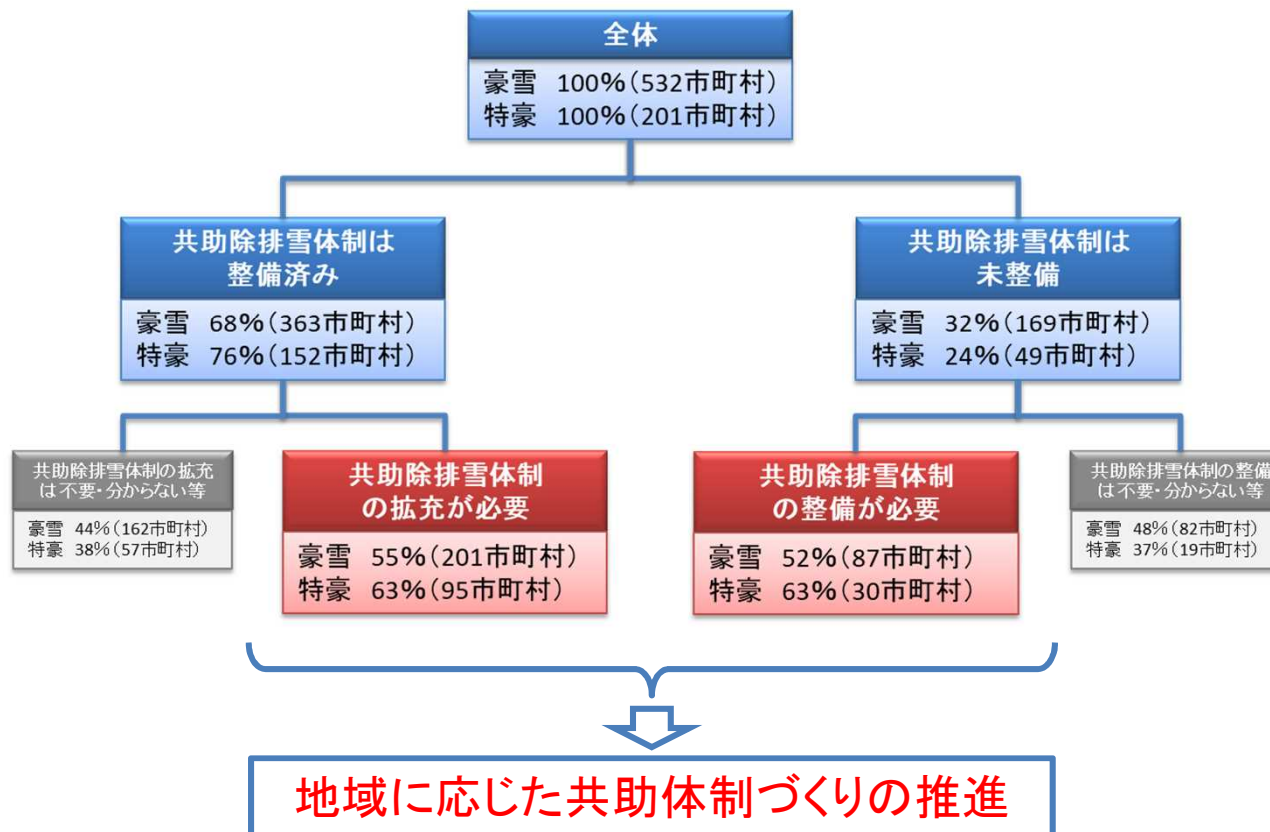 全体
豪雪 100%(532市町村)
特豪 100%(201市町村)
共助除排雪体制は
整備済み
豪雪 68%(363市町村)
特豪 76%(152市町村)
共助除排雪体制は
未整備
豪雪 32%(169市町村)
特豪 24%(49市町村)
共助除排雪体制の拡充
は不要・分からない等
豪雪 44%(162市町村)
特豪 38%(57市町村)
共助除排雪体制
の拡充が必要
豪雪 55%(201市町村)
特豪 63%(95市町村)
共助除排雪体制
の整備が必要
豪雪 52%(87市町村)
特豪 63%(30市町村)
共助除排雪体制の整備
は不要・分からない等
豪雪 48%(82市町村)
特豪 37%(19市町村)
地域に応じた共助体制づくりの推進